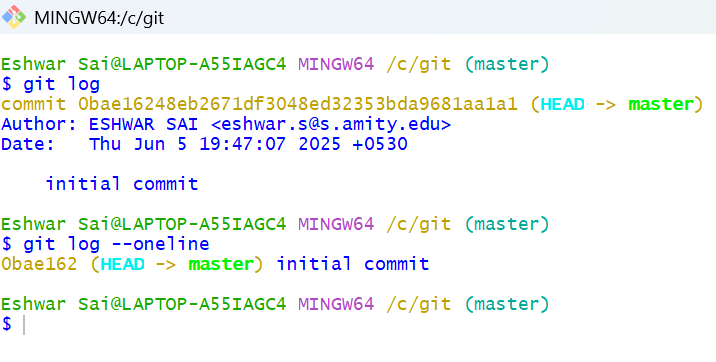 MINGW64:/c/git
Eshwar Sai@LAPTOP-A55IAGC4 MINGW64 /c/git (master)
$ git log
commit 0bae16248eb2671df3048ed32353bda9681aa1a1 (HEAD -> master)
Author: ESHWAR SAI <eshwar.s@s.amity.edu>
Date:   Thu Jun 5 19:47:07 2025 +0530
    initial commit
Eshwar Sai@LAPTOP-A55IAGC4 MINGW64 /c/git (master)
$ git log --oneline
0bae162 (HEAD -> master) initial commit
Eshwar Sai@LAPTOP-A55IAGC4 MINGW64 /c/git (master)
$